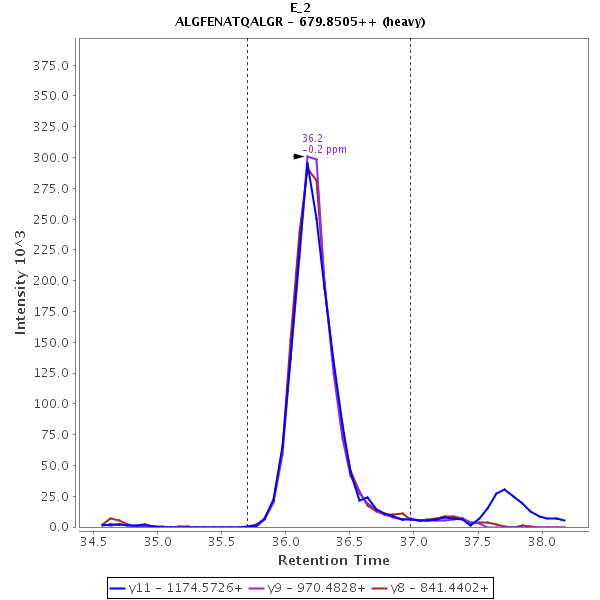 E_2
ALGFENATQALGR - 679.8505++ (heavy)
375.0
350.0
325.0
300.0
275.0
250.0
225.0
200.0
175.0
150.0
125.0
100.0
75.0
50.0
25.0
0.0
Intensity 10^3
36.2
-0.2 ppm
34.5 35.0 35.5 36.0 36.5 37.0 37.5 38.0
Retention Time
y11 - 1174.5726+ y9 - 970.4828+ y8 - 841.4402+